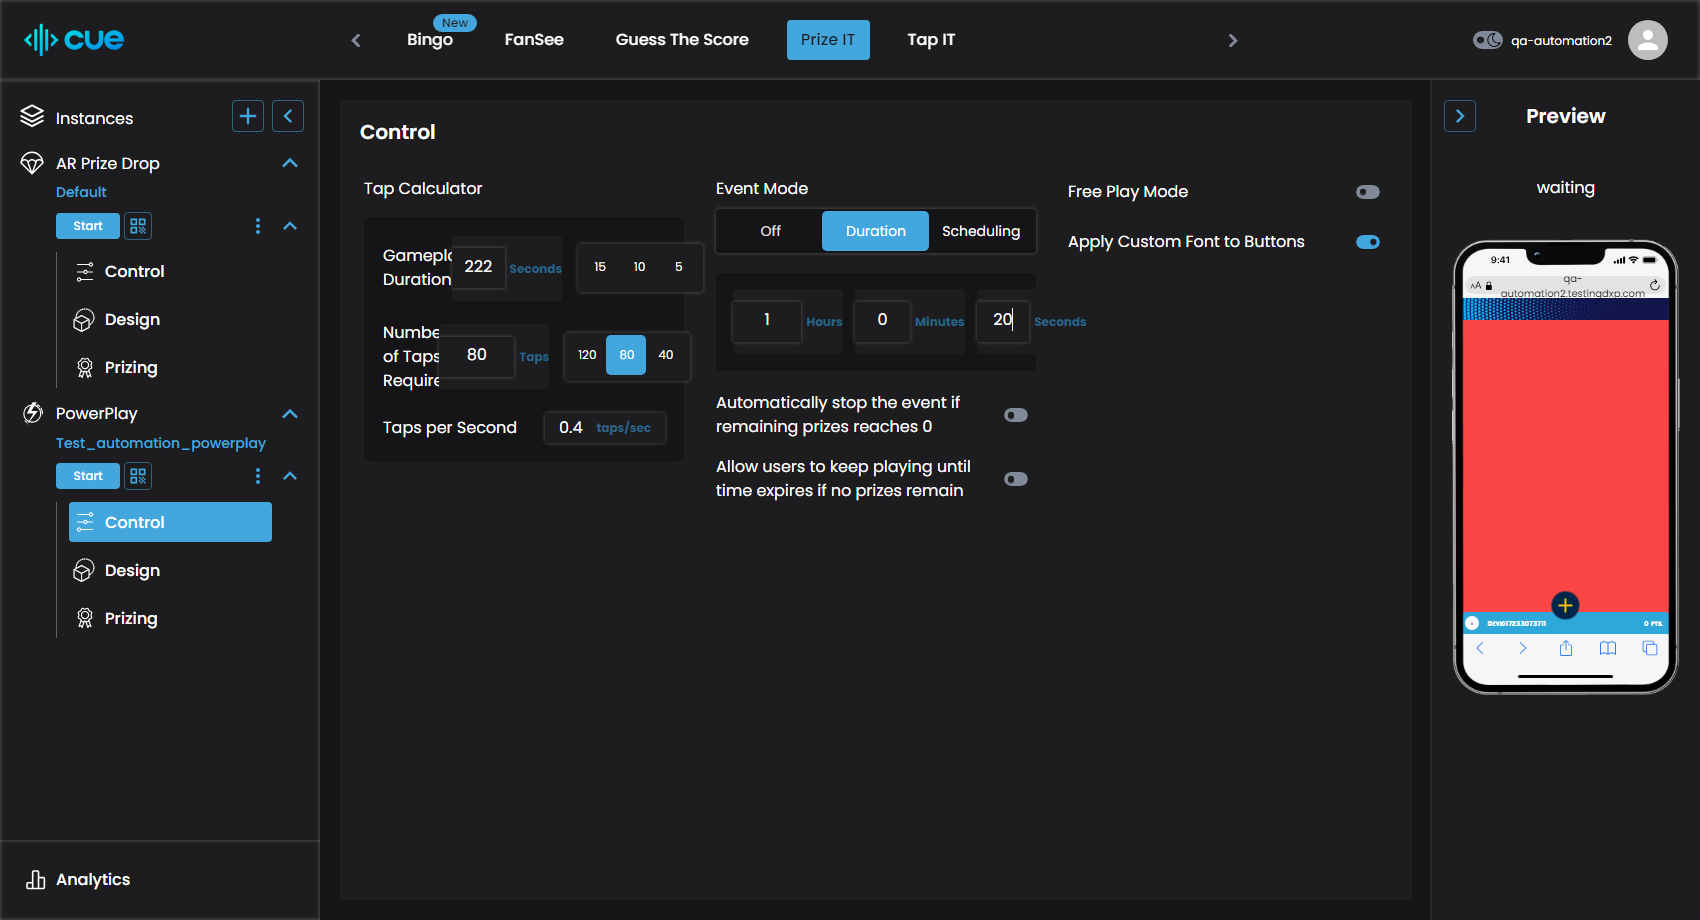 cue
New
Bingo
FanSee
Guess The Score
Prize IT
Tap IT
qa-automation2
Instances
AR Prize Drop
Default
Start
Control
Design
Prizing
PowerPlay
Test_automation_powerplay
Start
Control
Design
Prizing
Analytics
Control
Tap Calculator
Gamepl
Duration
222 Seconds
15 10 5
Numbe
of Taps
Require
80 Taps
120 80 40
Taps per Second
0.4 taps/sec
Event Mode
Off Duration Scheduling
1 Hours 0 Minutes 20 Seconds
Automatically stop the event if
remaining prizes reaches 0
Allow users to keep playing until
time expires if no prizes remain
Free Play Mode
Apply Custom Font to Buttons
Preview
waiting
9:41
AA
qa-
automation2.testingdxp.com
0 PTS.